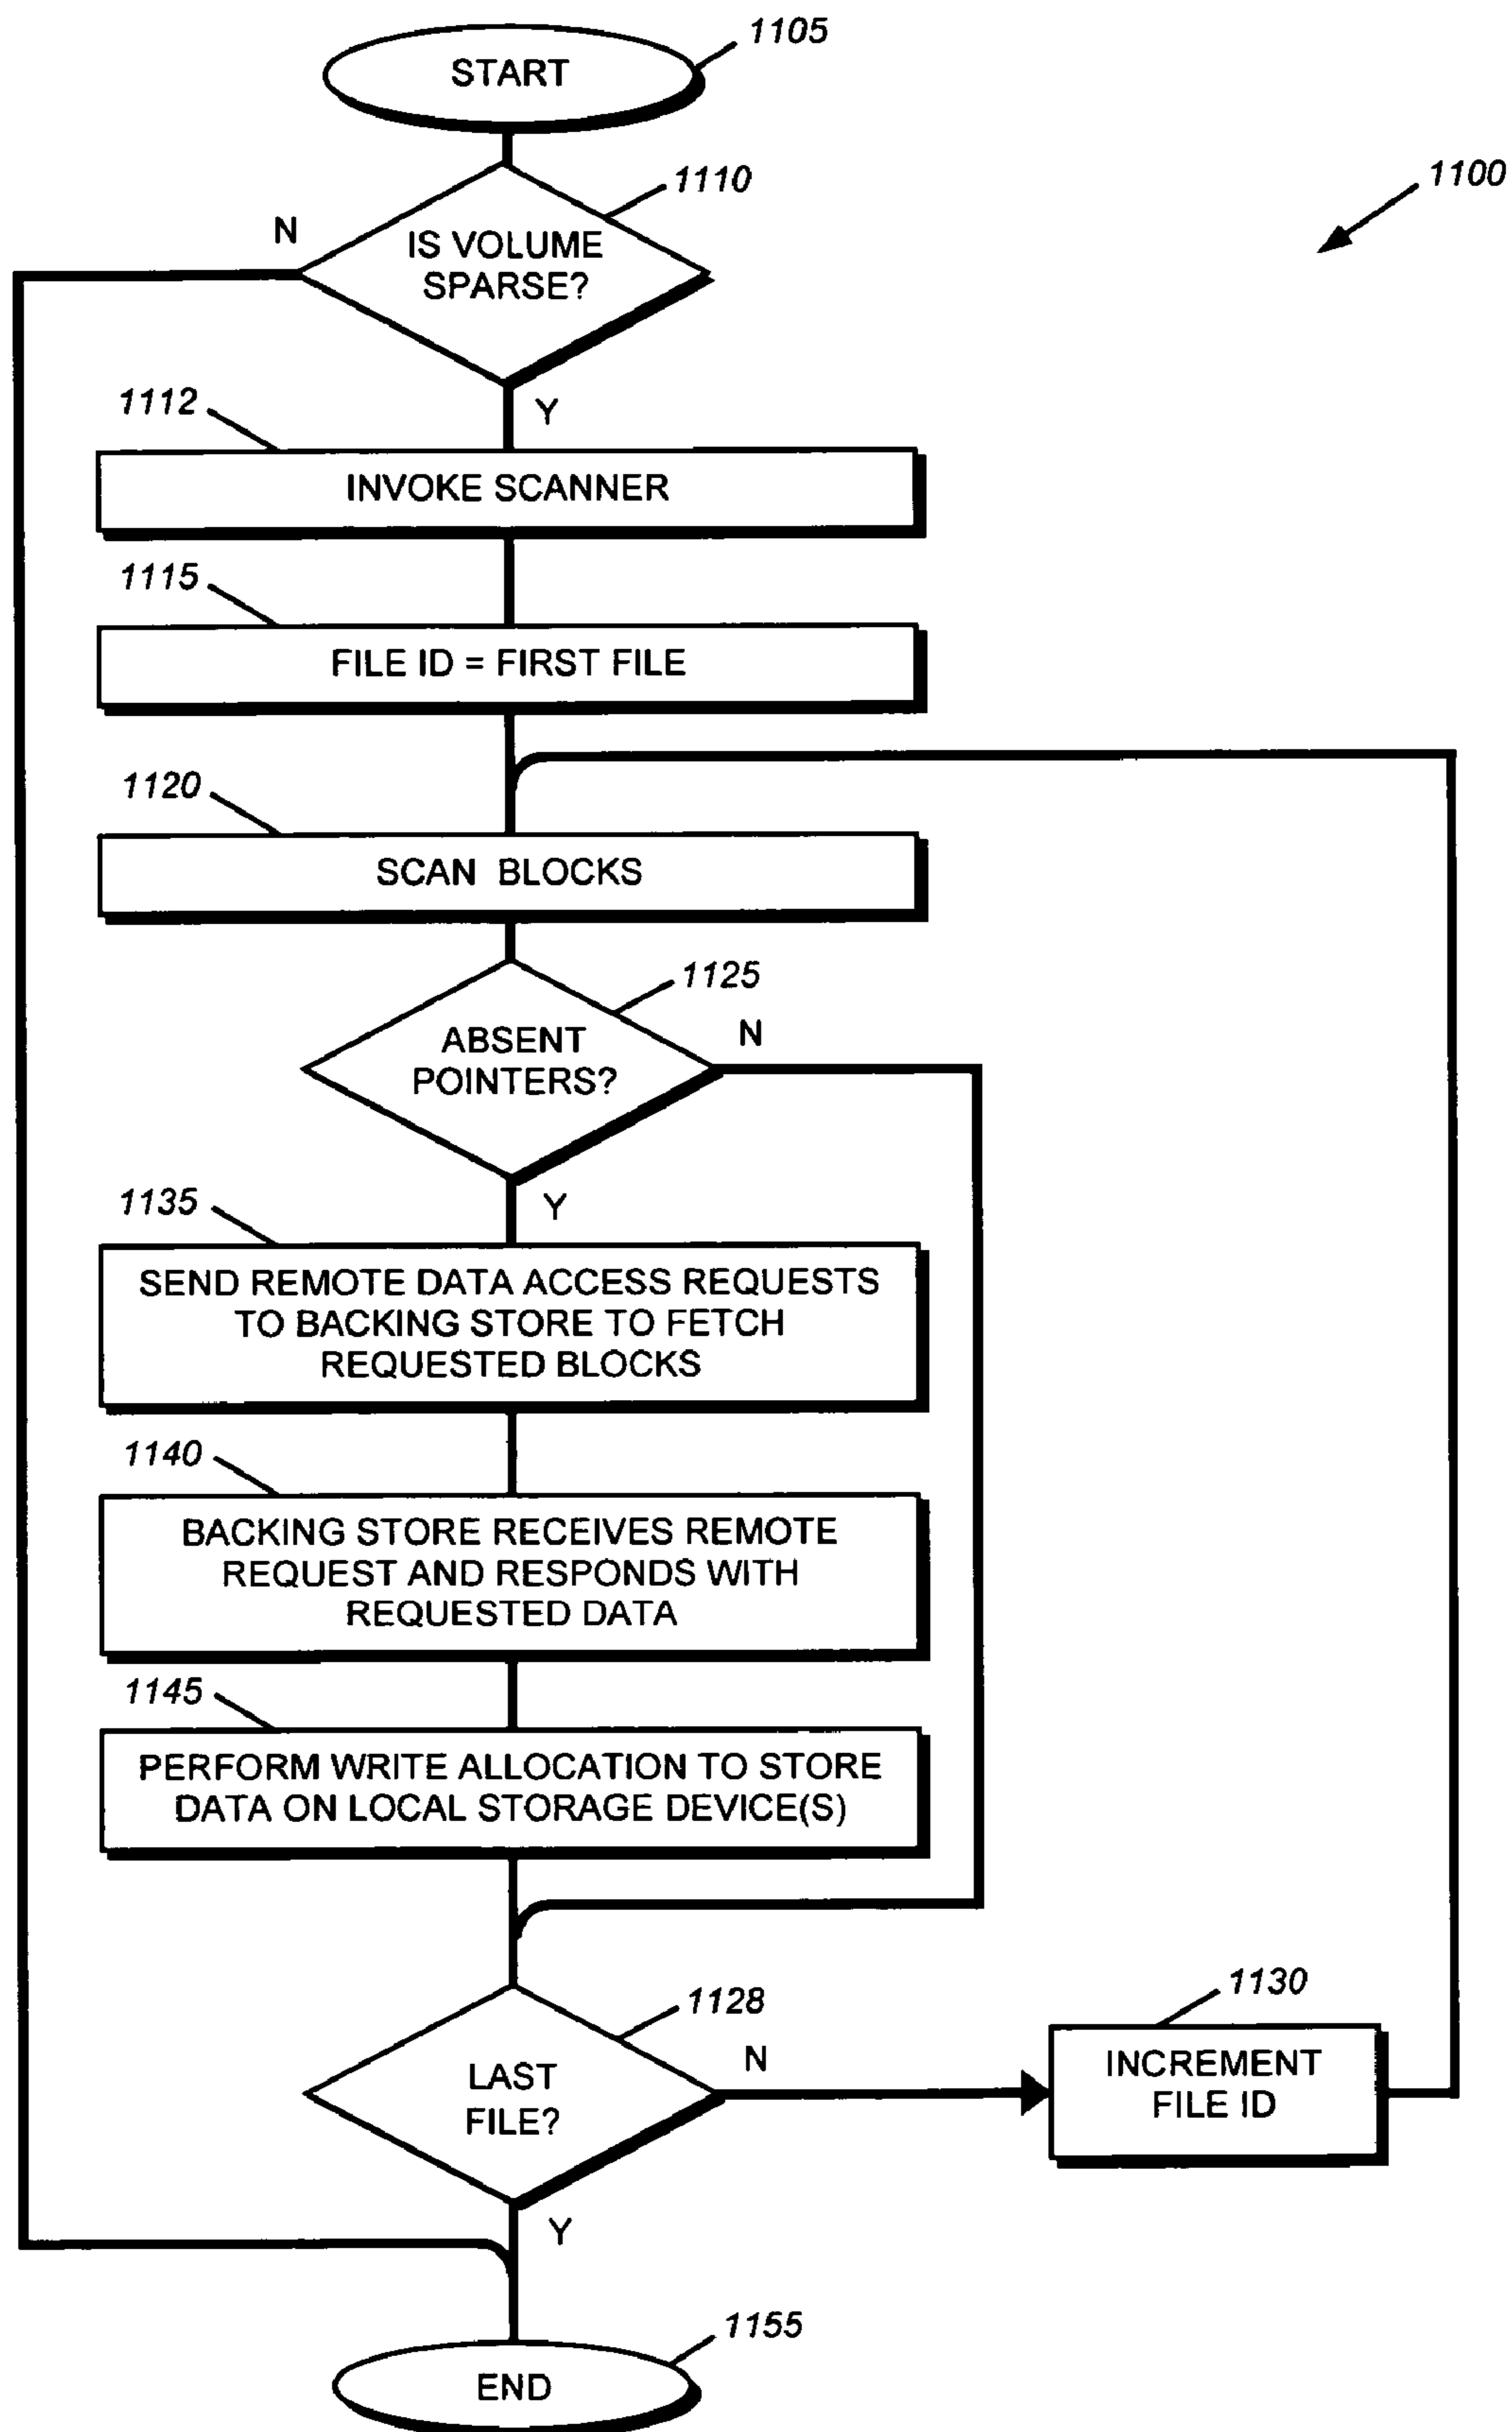 1105
START
1110
1100
N
IS VOLUME
SPARSE?
1112
Y
INVOKE SCANNER
1115
FILE ID = FIRST FILE
1120
SCAN BLOCKS
1125
ABSENT
POINTERS?
N
1135
Y
SEND REMOTE DATA ACCESS REQUESTS
TO BACKING STORE TO FETCH
REQUESTED BLOCKS
1140
BACKING STORE RECEIVES REMOTE
REQUEST AND RESPONDS WITH
REQUESTED DATA
1145
PERFORM WRITE ALLOCATION TO STORE
DATA ON LOCAL STORAGE DEVICE(S)
1128
LAST
FILE?
N
1130
INCREMENT
FILE ID
Y
1155
END